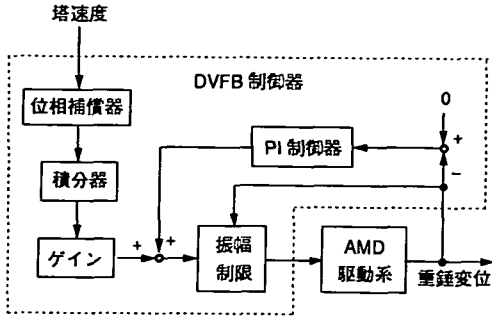 塔速度
DVFB 制御器
位相補償器
0
+
PI 制御器
−
積分器
ゲイン
+
+
振幅
制限
AMD
駆動系
重錘変位